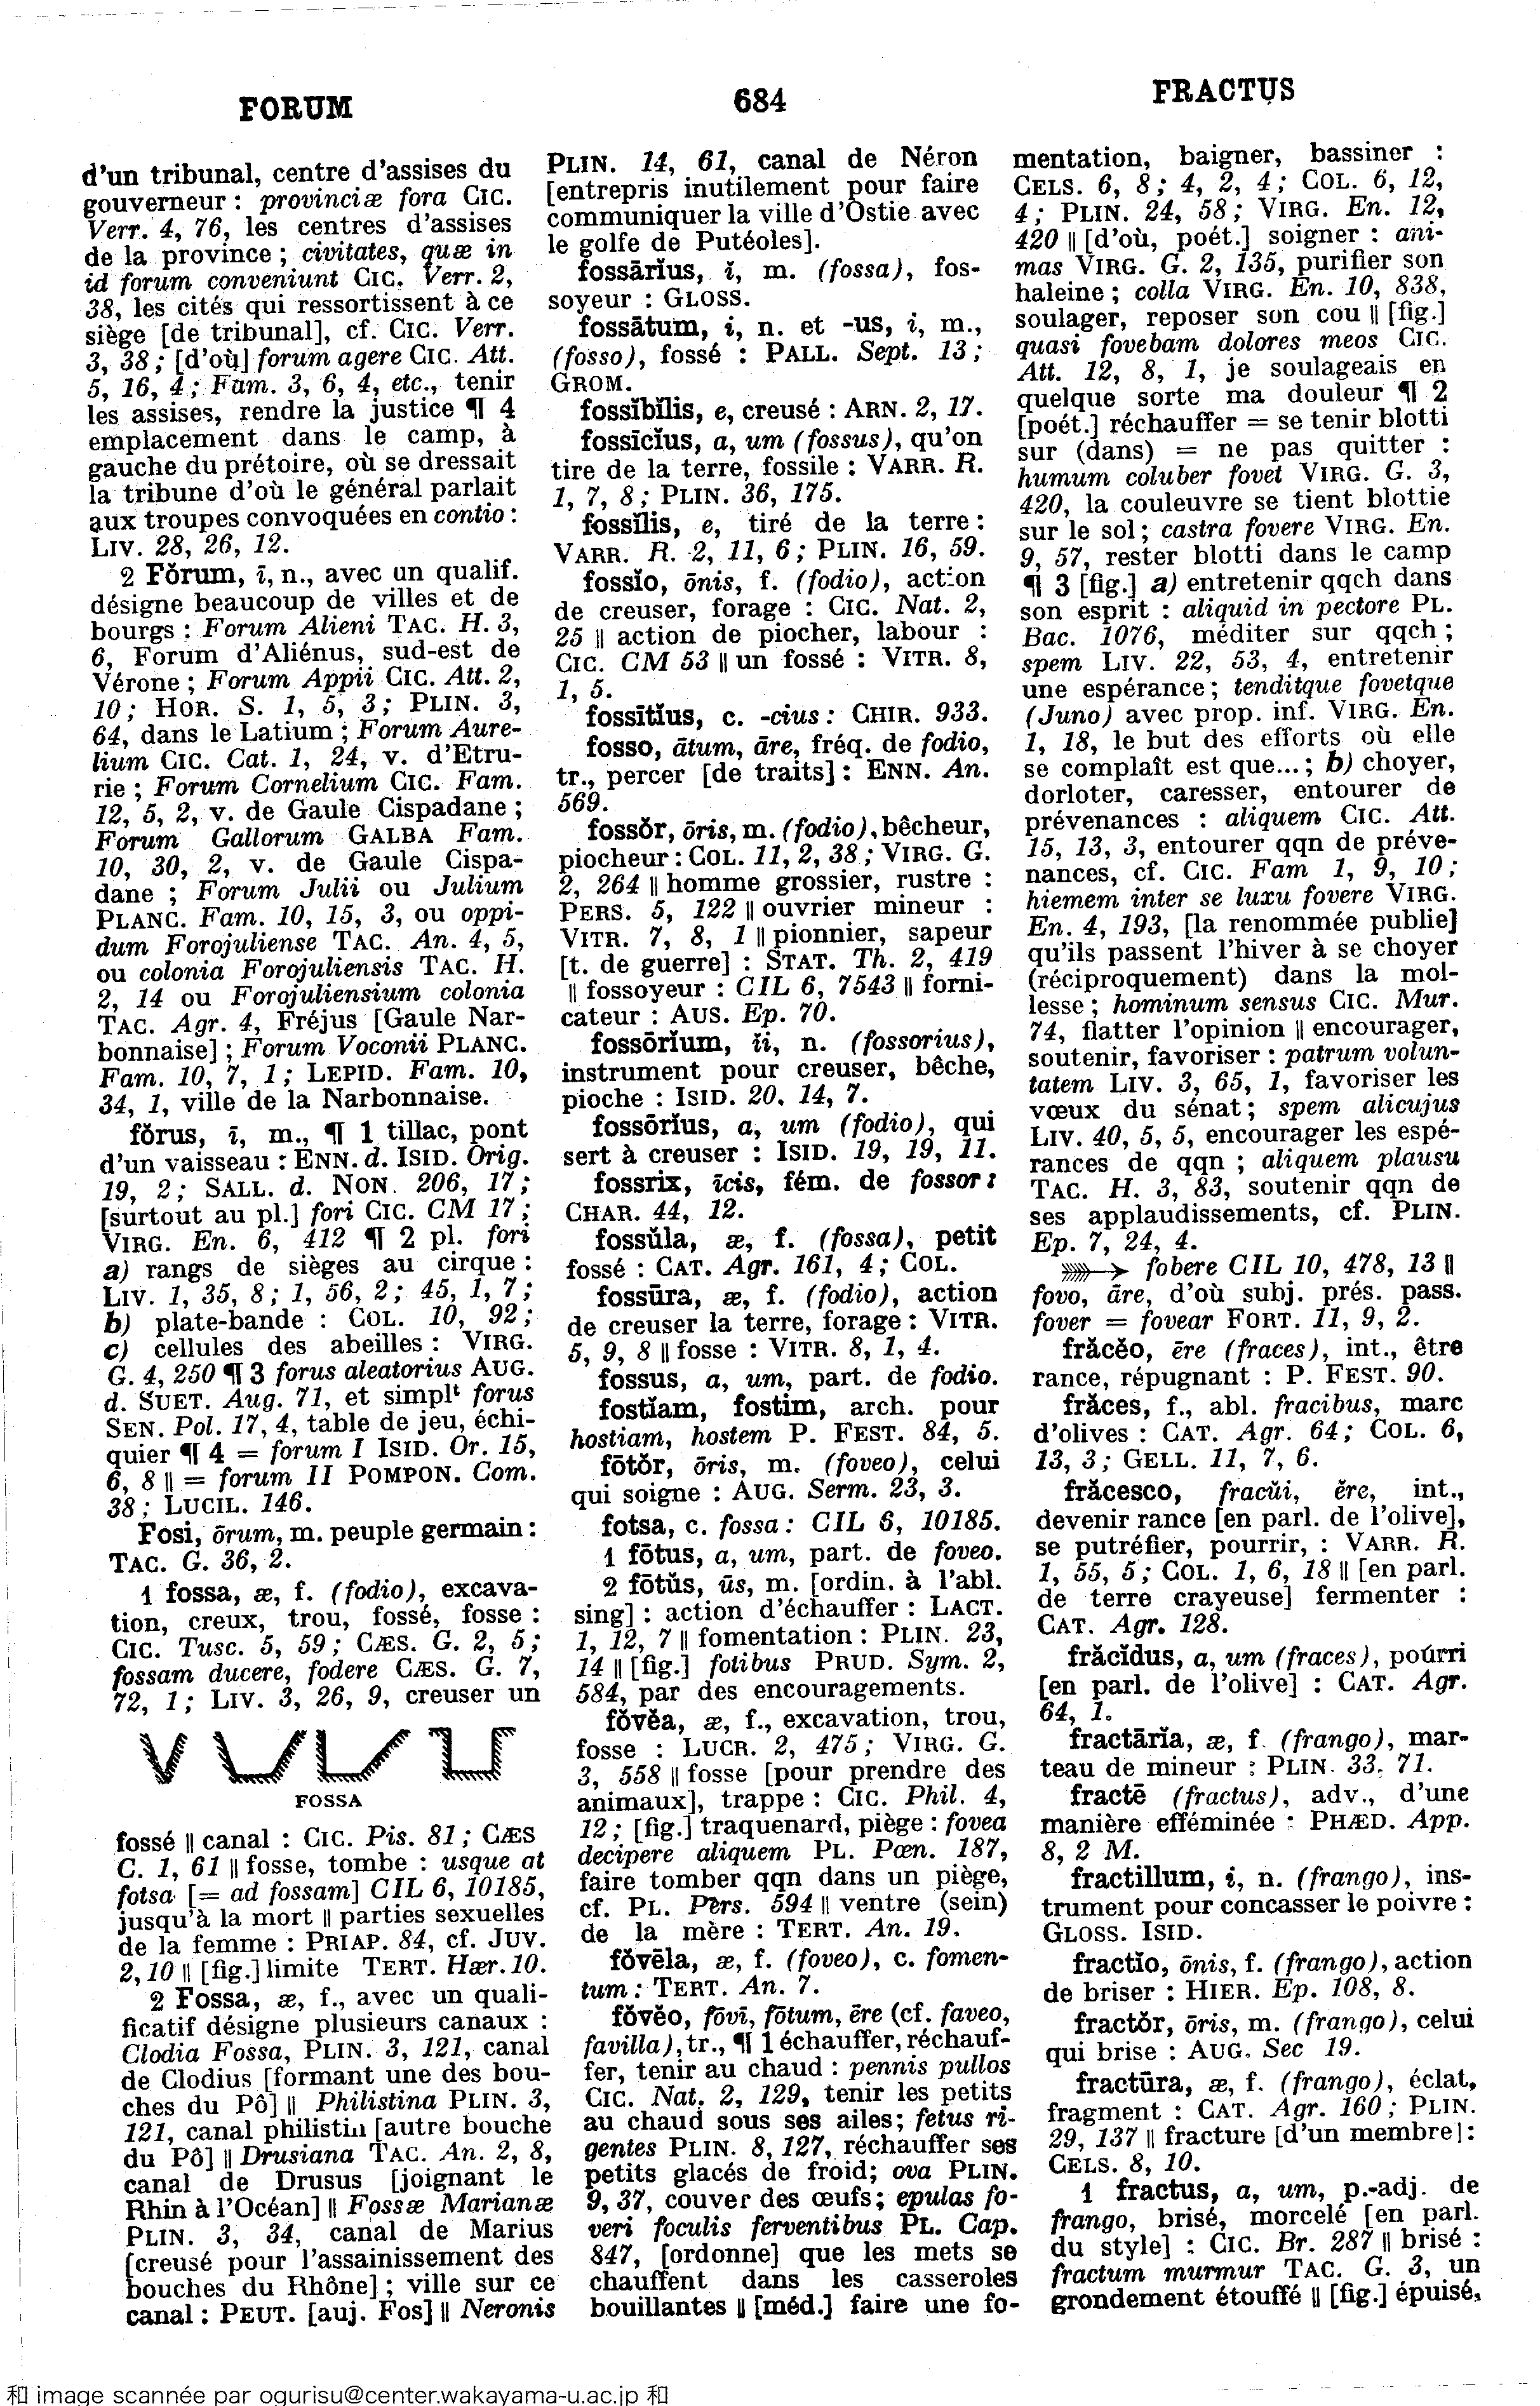 FORUM
684
FRACTUS
d'un tribunal, centre d'assises du
gouverneur : provinciæ fora CIC.
Verr. 4, 76, les centres d'assises
de la province ; civitates, quæ in
id forum conveniunt CIC. Verr. 2,
38, les cités qui ressortissent à ce
siège [de tribunal], cf. CIC. Verr.
3, 38 ; [d'où] forum agere CIC. Att.
5, 16, 4 ; Fam. 3, 6, 4, etc., tenir
les assises, rendre la justice ¶ 4
emplacement dans le camp, à
gauche du prétoire, où se dressait
la tribune d'où le général parlait
aux troupes convoquées en contio :
LIV. 28, 26, 12.
2 Fŏrum, ī, n., avec un qualif.
désigne beaucoup de villes et de
bourgs : Forum Alieni TAC. H. 3,
6, Forum d'Aliénus, sud-est de
Vérone ; Forum Appii CIC. Att. 2,
10 ; HOR. S. 1, 5, 3 ; PLIN. 3,
64, dans le Latium ; Forum Aure-
lium CIC. Cat. 1, 24, v. d'Etru-
rie ; Forum Cornelium CIC. Fam.
12, 5, 2, v. de Gaule Cispadane ;
Forum Gallorum GALBA Fam.
10, 30, 2, v. de Gaule Cispa-
dane ; Forum Julii ou Julium
PLANC. Fam. 10, 15, 3, ou oppi-
dum Forojuliense TAC. An. 4, 5,
ou colonia Forojuliensis TAC. H.
2, 14 ou Forojuliensium colonia
TAC. Agr. 4, Fréjus [Gaule Nar-
bonnaise] ; Forum Voconii PLANC.
Fam. 10, 7, 1 ; LEPID. Fam. 10,
34, 1, ville de la Narbonnaise.
fŏrus, ī, m., ¶ 1 tillac, pont
d'un vaisseau : ENN. d. ISID. Orig.
19, 2 ; SALL. d. NON. 206, 17 ;
[surtout au pl.] fori CIC. CM 17 ;
VIRG. En. 6, 412 ¶ 2 pl. fori
a) rangs de sièges au cirque :
LIV. 1, 35, 8 ; 1, 56, 2 ; 45, 1, 7 ;
b) plate-bande : COL. 10, 92 ;
c) cellules des abeilles : VIRG.
G. 4, 250 ¶ 3 forus aleatorius AUG.
d. SUET. Aug. 71, et simplt forus
SEN. Pol. 17, 4, table de jeu, échi-
quier ¶ 4 = forum I ISID. Or. 15,
6, 8 || = forum II POMPON. Com.
38 ; LUCIL. 146.
Fosi, ōrum, m. peuple germain :
TAC. G. 36, 2.
1 fossa, æ, f. (fodio), excava-
tion, creux, trou, fossé, fosse :
CIC. Tusc. 5, 59 ; CÆS. G. 2, 5 ;
fossam ducere, fodere CÆS. G. 7,
72, 1 ; LIV. 3, 26, 9, creuser un
FOSSA
fossé || canal : CIC. Pis. 81 ; CÆS
C. 1, 61 || fosse, tombe : usque at
fotsa [= ad fossam] CIL 6, 10185,
jusqu'à la mort || parties sexuelles
de la femme : PRIAP. 84, cf. JUV.
2, 10 || [fig.] limite TERT. Hær. 10.
2 Fossa, æ, f., avec un quali-
ficatif désigne plusieurs canaux :
Clodia Fossa, PLIN. 3, 121, canal
de Clodius [formant une des bou-
ches du Pô] || Philistina PLIN. 3,
121, canal philistin [autre bouche
du Pô] || Drusiana TAC. An. 2, 8,
canal de Drusus [joignant le
Rhin à l'Océan] || Fossæ Marianæ
PLIN. 3, 34, canal de Marius
[creusé pour l'assainissement des
bouches du Rhône] ; ville sur ce
canal : PEUT. [auj. Fos] || Neronis
PLIN. 14, 61, canal de Néron
[entrepris inutilement pour faire
communiquer la ville d'Ostie avec
le golfe de Putéoles].
fossārĭus, ĭ, m. (fossa), fos-
soyeur : GLOSS.
fossātum, i, n. et -us, i, m.,
(fosso), fossé : PALL. Sept. 13 ;
GROM.
fossĭbĭlis, e, creusé : ARN. 2, 17.
fossīcĭus, a, um (fossus), qu'on
tire de la terre, fossile : VARR. R.
1, 7, 8 ; PLIN. 36, 175.
fossĭlis, e, tiré de la terre :
VARR. R. 2, 11, 6 ; PLIN. 16, 59.
fossĭo, ōnis, f. (fodio), action
de creuser, forage : CIC. Nat. 2,
25 || action de piocher, labour :
CIC. CM 53 || un fossé : VITR. 8,
1, 5.
fossītĭus, c. -cius : CHIR. 933.
fosso, ātum, āre, fréq. de fodio,
tr., percer [de traits] : ENN. An.
569.
fossŏr, ōris, m. (fodio), bêcheur,
piocheur : COL. 11, 2, 38 ; VIRG. G.
2, 264 || homme grossier, rustre :
PERS. 5, 122 || ouvrier mineur :
VITR. 7, 8, 1 || pionnier, sapeur
[t. de guerre] : STAT. Th. 2, 419
|| fossoyeur : CIL 6, 7543 || forni-
cateur : AUS. Ep. 70.
fossōrĭum, ĭi, n. (fossorius),
instrument pour creuser, bêche,
pioche : ISID. 20. 14, 7.
fossōrĭus, a, um (fodio), qui
sert à creuser : ISID. 19, 19, 11.
fossrix, īcis, fém. de fossor :
CHAR. 44, 12.
fossŭla, æ, f. (fossa), petit
fossé : CAT. Agr. 161, 4 ; COL.
fossūra, æ, f. (fodio), action
de creuser la terre, forage : VITR.
5, 9, 8 || fosse : VITR. 8, 1, 4.
fossus, a, um, part. de fodio.
fostĭam, fostim, arch. pour
hostiam, hostem P. FEST. 84, 5.
fōtŏr, ōris, m. (foveo), celui
qui soigne : AUG. Serm. 23, 3.
fotsa, c. fossa : CIL 6, 10185.
1 fōtus, a, um, part. de foveo.
2 fōtŭs, ūs, m. [ordin. à l'abl.
sing] : action d'échauffer : LACT.
1, 12, 7 || fomentation : PLIN. 23,
14 || [fig.] fotibus PRUD. Sym. 2,
584, par des encouragements.
fŏvĕa, æ, f., excavation, trou,
fosse : LUCR. 2, 475 ; VIRG. G.
3, 558 || fosse [pour prendre des
animaux], trappe : CIC. Phil. 4,
12 ; [fig.] traquenard, piège : fovea
decipere aliquem PL. Pœn. 187,
faire tomber qqn dans un piège,
cf. PL. Pers. 594 || ventre (sein)
de la mère : TERT. An. 19.
fŏvēla, æ, f. (foveo), c. fomen-
tum : TERT. An. 7.
fŏvĕo, fōvī, fōtum, ēre (cf. faveo,
favilla), tr., ¶ 1 échauffer, réchauf-
fer, tenir au chaud : pennis pullos
CIC. Nat. 2, 129, tenir les petits
au chaud sous ses ailes ; fetus ri-
gentes PLIN. 8, 127, réchauffer ses
petits glacés de froid ; ova PLIN.
9, 37, couver des œufs ; epulas fo-
veri foculis ferventibus PL. Cap.
847, [ordonne] que les mets se
chauffent dans les casseroles
bouillantes || [méd.] faire une fo-
mentation, baigner, bassiner :
CELS. 6, 8 ; 4, 2, 4 ; COL. 6, 12,
4 ; PLIN. 24, 58 ; VIRG. En. 12,
420 || [d'où, poét.] soigner : ani-
mas VIRG. G. 2, 135, purifier son
haleine ; colla VIRG. En. 10, 838,
soulager, reposer son cou || [fig.]
quasi fovebam dolores meos CIC.
Att. 12, 8, 1, je soulageais en
quelque sorte ma douleur ¶ 2
[poét.] réchauffer = se tenir blotti
sur (dans) = ne pas quitter :
humum coluber fovet VIRG. G. 3,
420, la couleuvre se tient blottie
sur le sol ; castra fovere VIRG. En.
9, 57, rester blotti dans le camp
¶ 3 [fig.] a) entretenir qqch dans
son esprit : aliquid in pectore PL.
Bac. 1076, méditer sur qqch ;
spem LIV. 22, 53, 4, entretenir
une espérance ; tenditque fovetque
(Juno) avec prop. inf. VIRG. En.
1, 18, le but des efforts où elle
se complaît est que... ; b) choyer,
dorloter, caresser, entourer de
prévenances : aliquem CIC. Att.
15, 13, 3, entourer qqn de préve-
nances, cf. CIC. Fam 1, 9, 10 ;
hiemem inter se luxu fovere VIRG.
En. 4, 193, [la renommée publie]
qu'ils passent l'hiver à se choyer
(réciproquement) dans la mol-
lesse ; hominum sensus CIC. Mur.
74, flatter l'opinion || encourager,
soutenir, favoriser : patrum volun-
tatem LIV. 3, 65, 1, favoriser les
vœux du sénat ; spem alicujus
LIV. 40, 5, 5, encourager les espé-
rances de qqn ; aliquem plausu
TAC. H. 3, 83, soutenir qqn de
ses applaudissements, cf. PLIN.
Ep. 7, 24, 4.
fobere CIL 10, 478, 13 ||
fovo, āre, d'où subj. prés. pass.
fover = fovear FORT. 11, 9, 2.
frăcĕo, ēre (fraces), int., être
rance, répugnant : P. FEST. 90.
frăces, f., abl. fracibus, marc
d'olives : CAT. Agr. 64 ; COL. 6,
13, 3 ; GELL. 11, 7, 6.
frăcesco, fracŭi, ĕre, int.,
devenir rance [en parl. de l'olive],
se putréfier, pourrir, : VARR. R.
1, 55, 5 ; COL. 1, 6, 18 || [en parl.
de terre crayeuse] fermenter :
CAT. Agr. 128.
frăcĭdus, a, um (fraces), pourri
[en parl. de l'olive] : CAT. Agr.
64, 1.
fractārĭa, æ, f. (frango), mar-
teau de mineur : PLIN. 33, 71.
fractē (fractus), adv., d'une
manière efféminée : PHÆD. App.
8, 2 M.
fractillum, i, n. (frango), ins-
trument pour concasser le poivre :
GLOSS. ISID.
fractĭo, ōnis, f. (frango), action
de briser : HIER. Ep. 108, 8.
fractŏr, ōris, m. (frango), celui
qui brise : AUG. Sec 19.
fractūra, æ, f. (frango), éclat,
fragment : CAT. Agr. 160 ; PLIN.
29, 137 || fracture [d'un membre] :
CELS. 8, 10.
1 fractus, a, um, p.-adj. de
frango, brisé, morcelé [en parl.
du style] : CIC. Br. 287 || brisé :
fractum murmur TAC. G. 3, un
grondement étouffé || [fig.] épuisé,
和 image scannée par ogurisu@center.wakayama-u.ac.jp 和